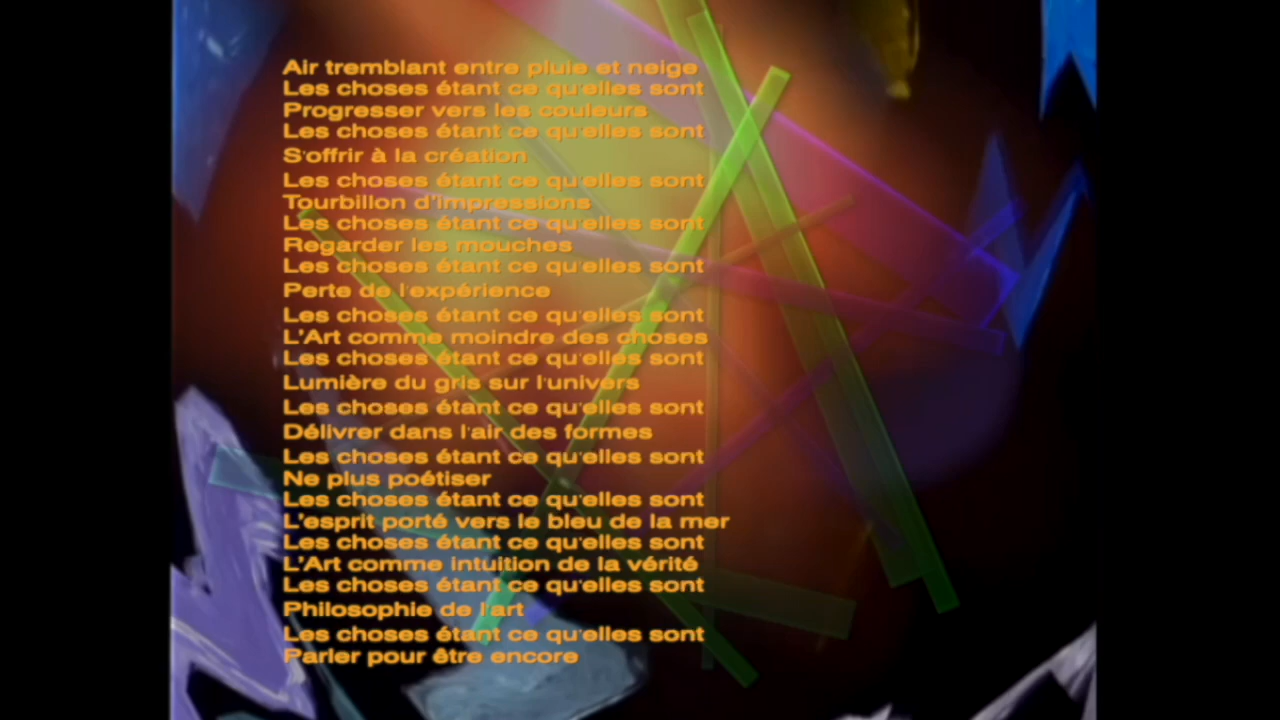 Air tremblant entre pluie et neige
Les choses étant ce qu'elles sont
Progresser vers les couleurs
Les choses étant ce qu'elles sont
S'offrir à la création
Les choses étant ce qu'elles sont
Tourbillon d'impressions
Les choses étant ce qu'elles sont
Regarder les mouches
Les choses étant ce qu'elles sont
Perte de l'expérience
Les choses étant ce qu'elles sont
L'Art comme moindre des choses
Les choses étant ce qu'elles sont
Lumière du gris sur l'univers
Les choses étant ce qu'elles sont
Délivrer dans l'air des formes
Les choses étant ce qu'elles sont
Ne plus poétiser
Les choses étant ce qu'elles sont
L'esprit porté vers le bleu de la mer
Les choses étant ce qu'elles sont
L'Art comme intuition de la vérité
Les choses étant ce qu'elles sont
Philosophie de l'art
Les choses étant ce qu'elles sont
Parler pour être encore